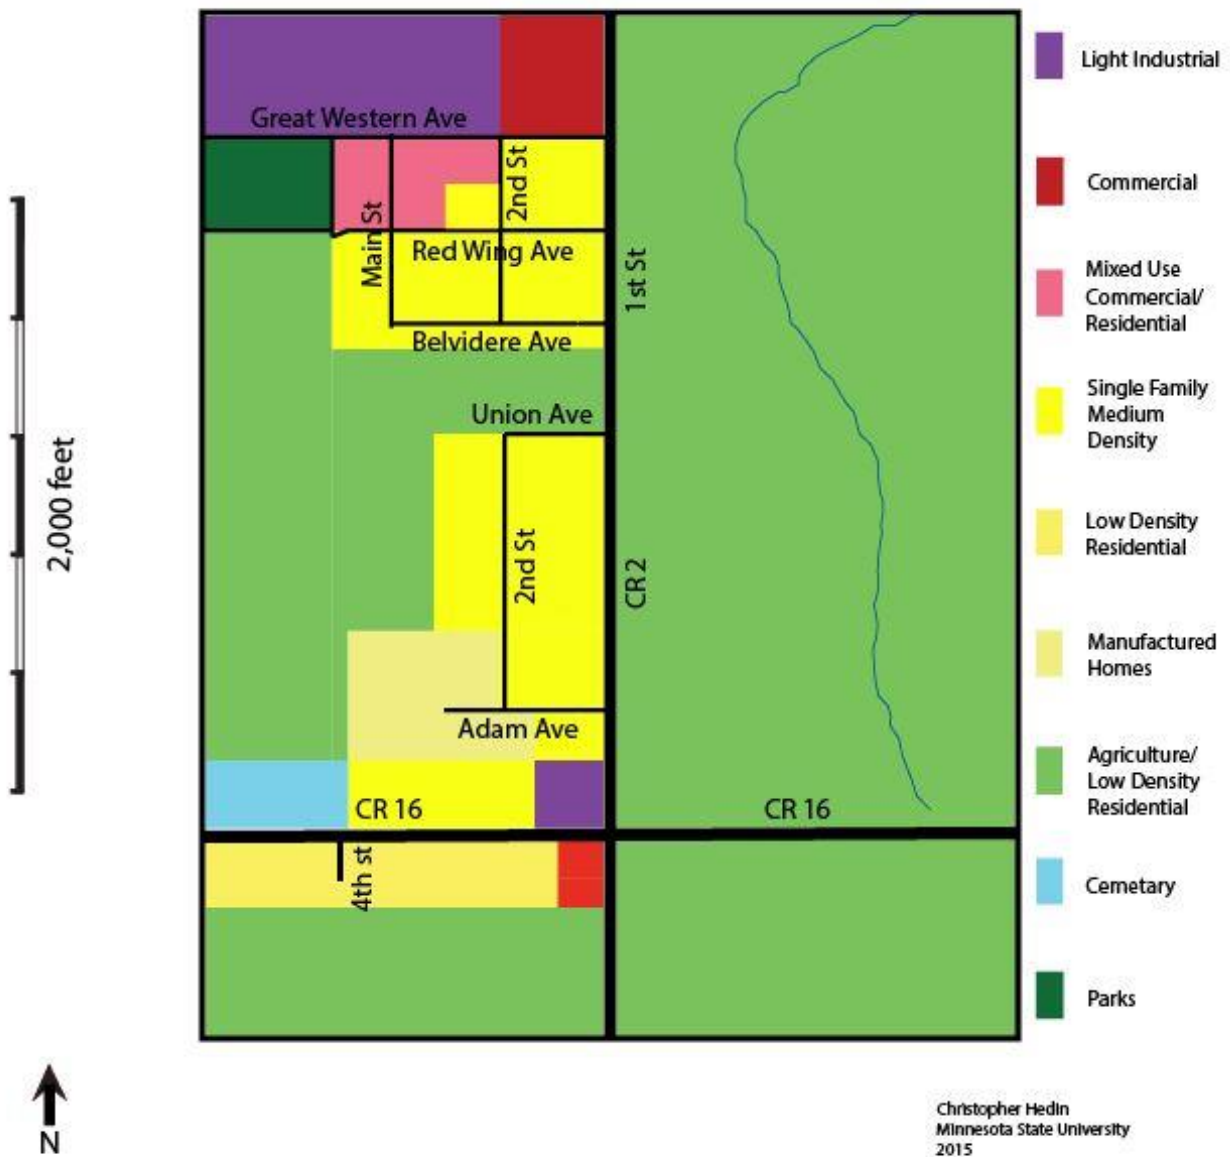 Great Western Ave
2nd St
Main St
Red Wing Ave
1st St
Belvidere Ave
Union Ave
2nd St
CR 2
Adam Ave
CR 16
CR 16
4th st
2,000 feet
N
Light Industrial
Commercial
Mixed Use
Commercial/
Residential
Single Family
Medium
Density
Low Density
Residential
Manufactured
Homes
Agriculture/
Low Density
Residential
Cemetary
Parks
Christopher Hedin
Minnesota State University
2015